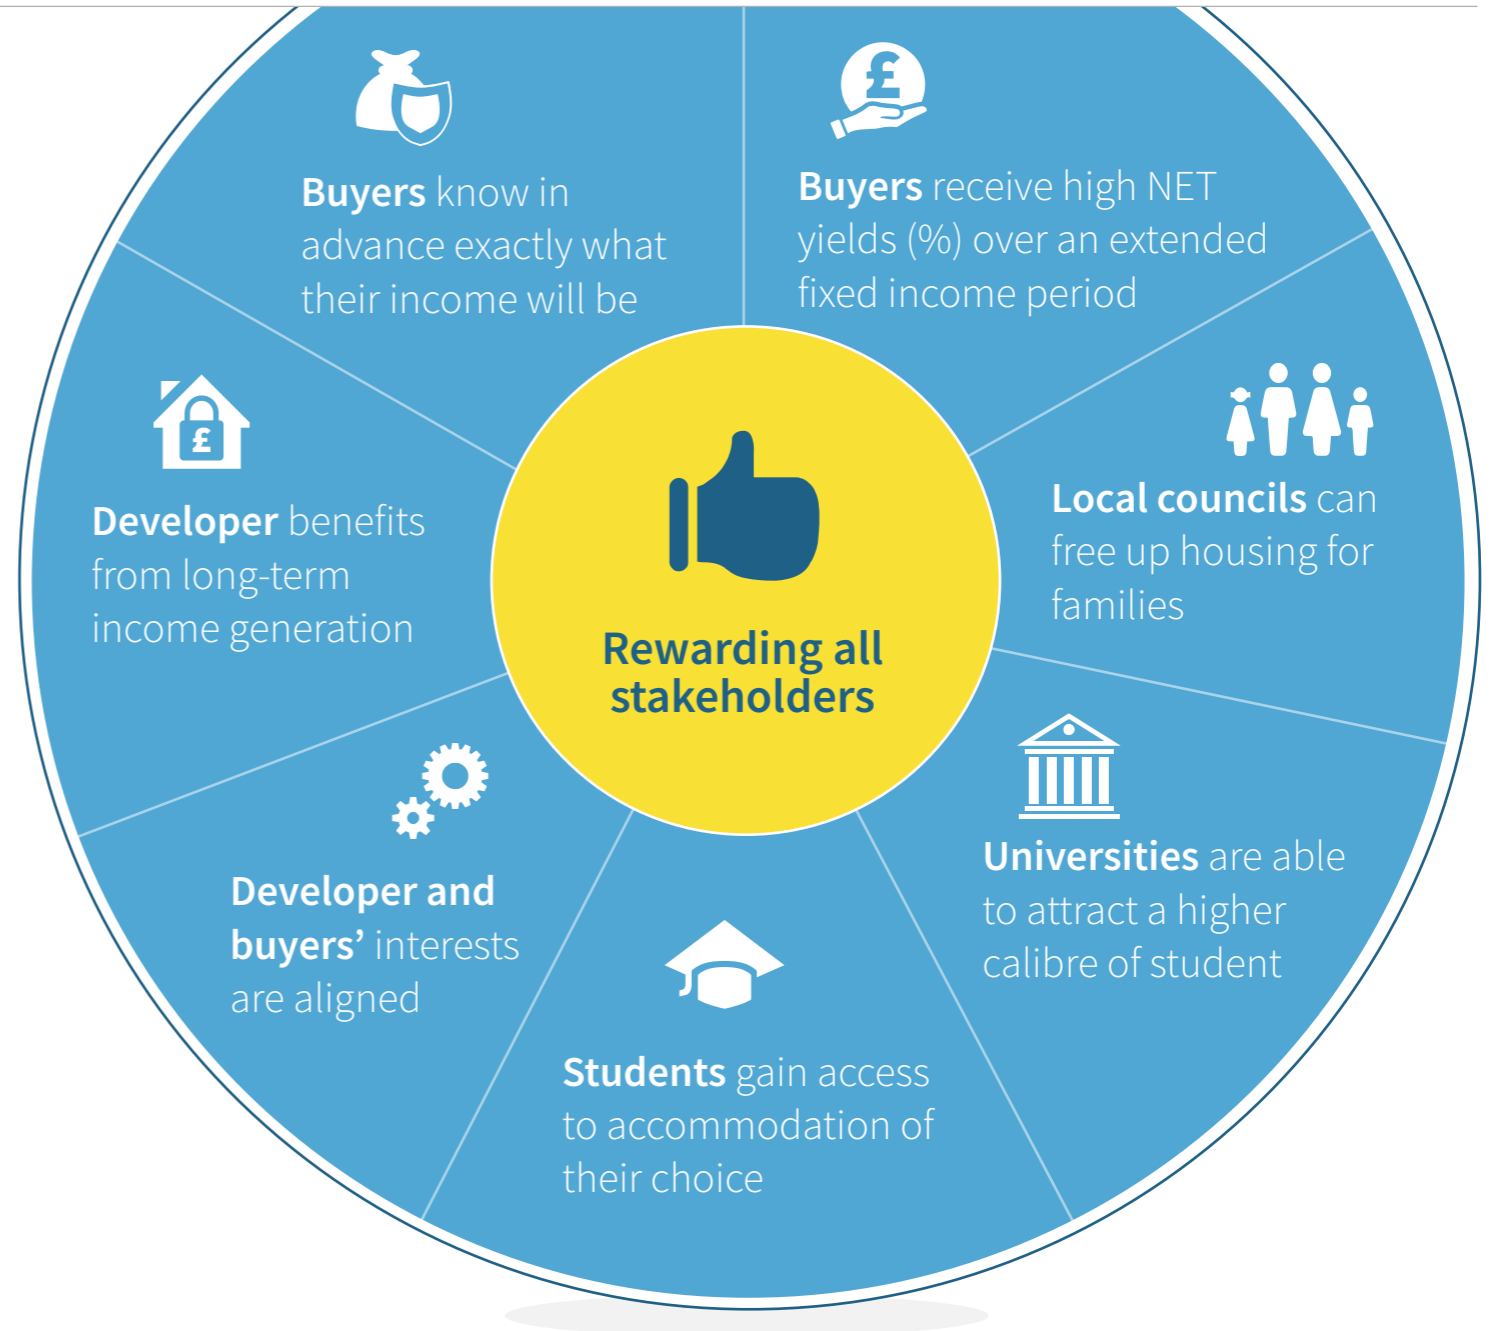 Buyers know in
advance exactly what
their income will be
£
Buyers receive high NET
yields (%) over an extended
fixed income period
Local councils can
free up housing for
families
Universities are able
to attract a higher
calibre of student
Students gain access
to accommodation of
their choice
Developer and
buyers’ interests
are aligned
£
Developer benefits
from long-term
income generation
Rewarding all
stakeholders